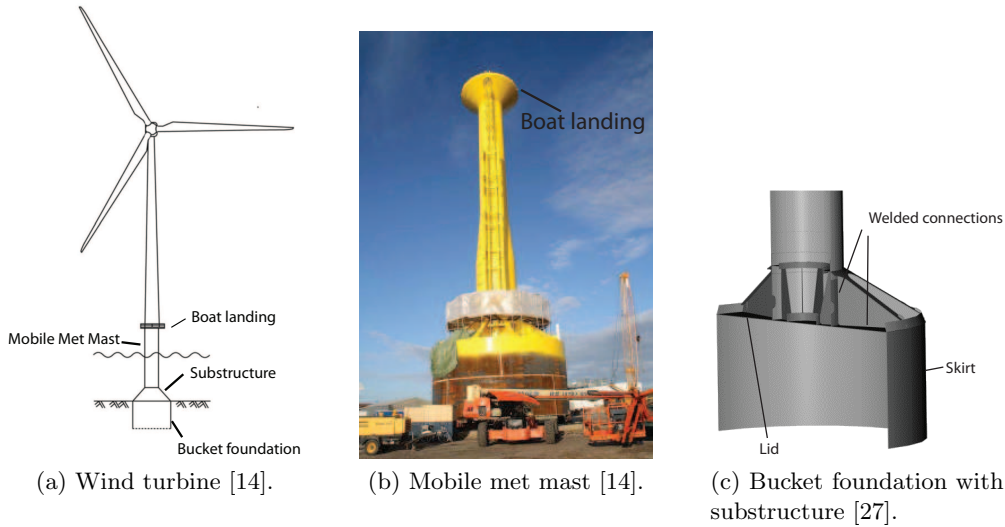 Boat landing
Mobile Met Mast
Substructure
Bucket foundation
(a) Wind turbine [14].
Boat landing
(b) Mobile met mast [14].
Welded connections
Skirt
Lid
(c) Bucket foundation with
substructure [27].